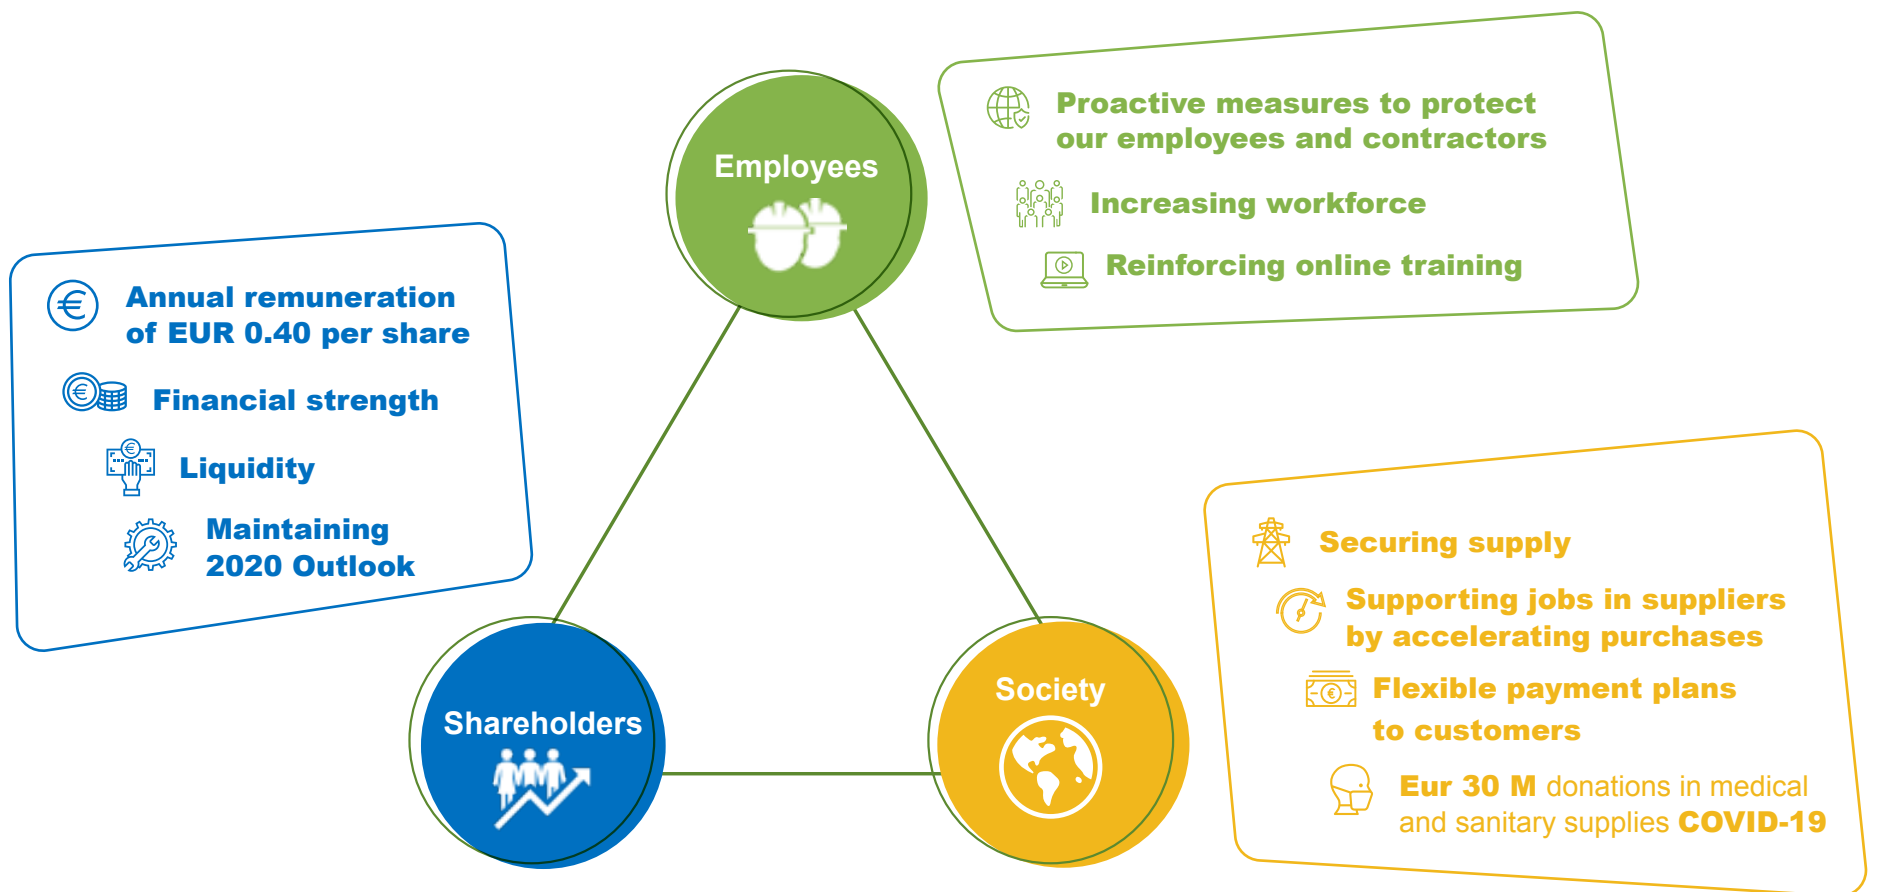 Employees
Proactive measures to protect
our employees and contractors
Increasing workforce
Reinforcing online training
Annual remuneration
of EUR 0.40 per share
Financial strength
Liquidity
Maintaining
2020 Outlook
Shareholders
Society
Securing supply
Supporting jobs in suppliers
by accelerating purchases
Flexible payment plans
to customers
Eur 30 M donations in medical
and sanitary supplies COVID-19